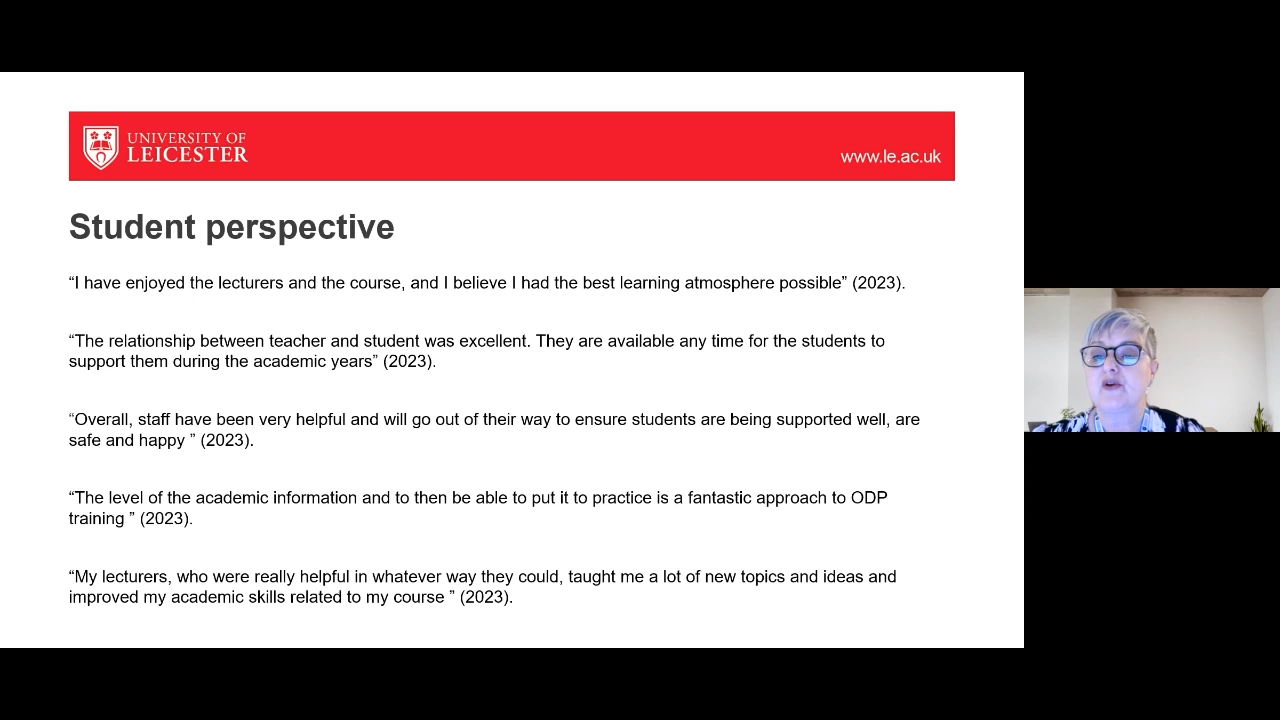 UNIVERSITY OF
LEICESTER
www.le.ac.uk
Student perspective
“I have enjoyed the lecturers and the course, and I believe I had the best learning atmosphere possible” (2023).
“The relationship between teacher and student was excellent. They are available any time for the students to
support them during the academic years” (2023).
“Overall, staff have been very helpful and will go out of their way to ensure students are being supported well, are
safe and happy ” (2023).
“The level of the academic information and to then be able to put it to practice is a fantastic approach to ODP
training ” (2023).
“My lecturers, who were really helpful in whatever way they could, taught me a lot of new topics and ideas and
improved my academic skills related to my course ” (2023).